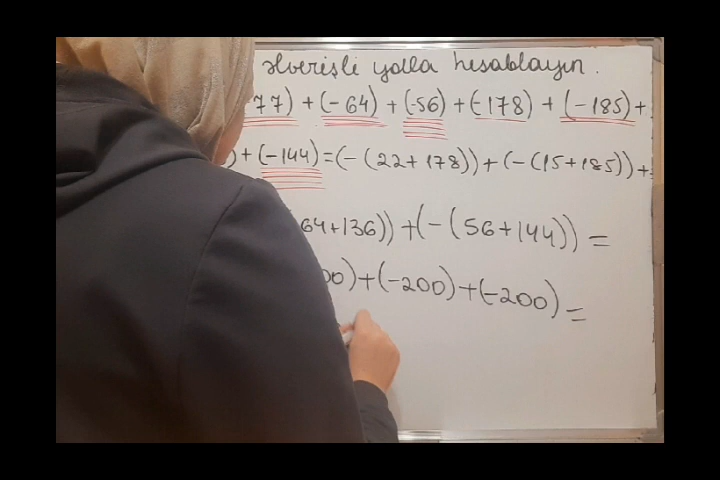 əlverişli yolla hesablayın.
77) + (-64) + (-56) + (-178) + (-185) +
) + (-144) = (-(22+178)) + (-(15+185)) +
64+136)) + (-(56+144)) =
00) + (-200) + (-200) =